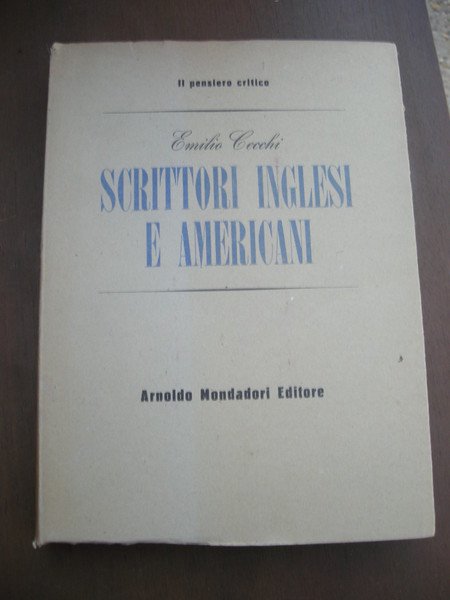 Il pensiero critico
Emilio Cecchi
SCRITTORI INGLESI
E AMERICANI
Arnoldo Mondadori Editore